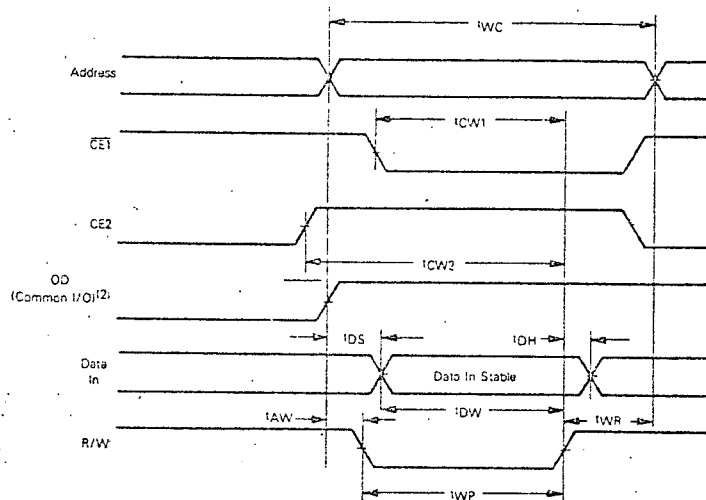 tWC
Address
tCW1
CE1
CE2
tCW2
OD
(Common I/O)(2)
tDS
tDH
Data
In
Data In Stable
tAW
tDW
tWR
R/W
tWP